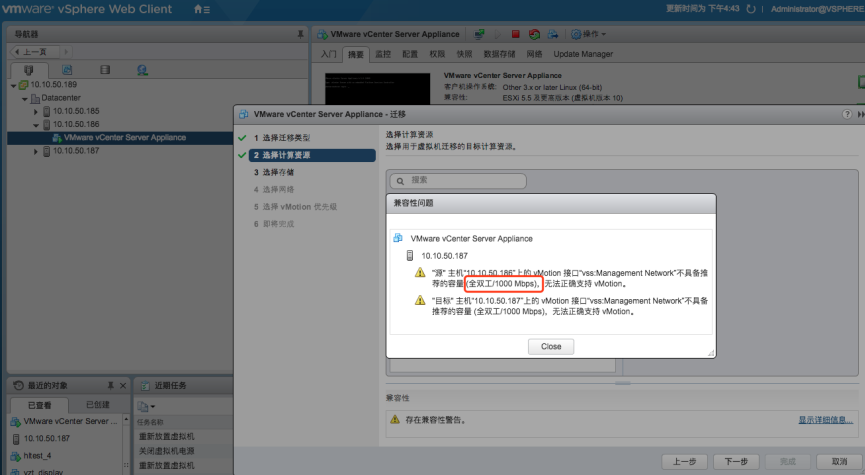 vmware® vSphere Web Client
更新时间为 下午4:43
Administrator@VSPHERE
导航器
上一页
10.10.50.189
Datacenter
10.10.50.185
10.10.50.186
VMware vCenter Server Appliance
10.10.50.187
VMware vCenter Server Appliance
操作
入门 摘要 监控 配置 权限 快照 数据存储 网络 Update Manager
VMware vCenter Server Appliance
客户机操作系统: Other 3.x or later Linux (64-bit)
兼容性: ESXi 5.5 及更高版本 (虚拟机版本 10)
VMware vCenter Server Appliance - 迁移
1 选择迁移类型
2 选择计算资源
3 选择存储
4 选择网络
5 选择 vMotion 优先级
6 即将完成
选择计算资源
选择用于虚拟机迁移的目标计算资源。
搜索
兼容性问题
VMware vCenter Server Appliance
10.10.50.187
"源" 主机"10.10.50.186"上的 vMotion 接口"vss:Management Network"不具备推
荐的容量 (全双工/1000 Mbps)，无法正确支持 vMotion。
"目标" 主机"10.10.50.187"上的 vMotion 接口"vss:Management Network"不具备
推荐的容量 (全双工/1000 Mbps)，无法正确支持 vMotion。
Close
兼容性
存在兼容性警告。
显示详细信息...
上一步 下一步 完成 取消
最近的对象
已查看 已创建
VMware vCenter Server ...
10.10.50.187
hltest_4
vzt_display
近期任务
任务名称
重新放置虚拟机
关闭虚拟机电源
重新放置虚拟机